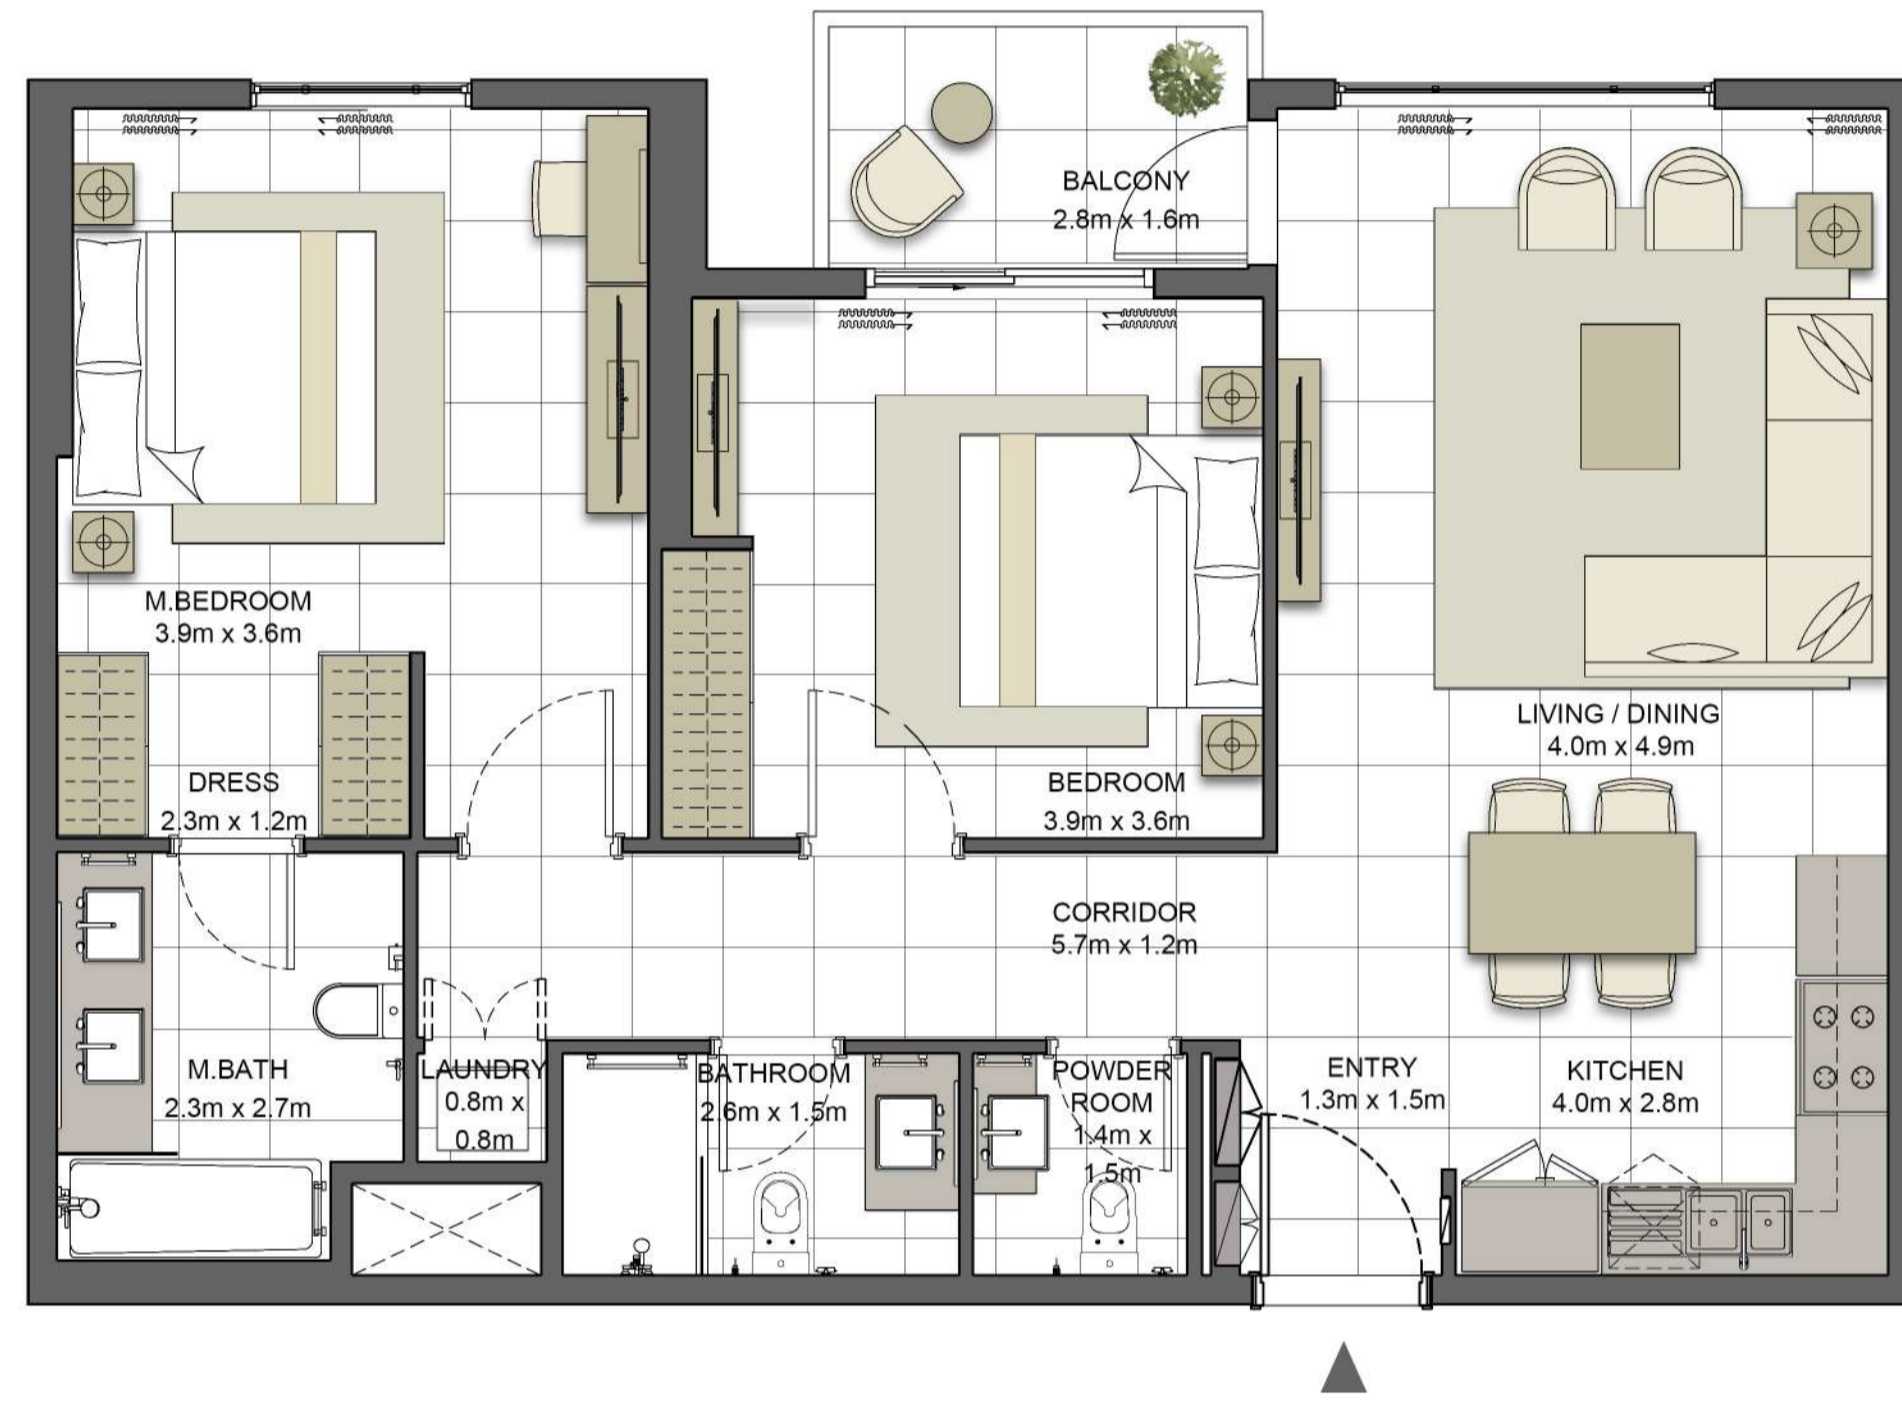 BALCONY
2.8m x 1.6m
M.BEDROOM
3.9m x 3.6m
DRESS
2.3m x 1.2m
BEDROOM
3.9m x 3.6m
LIVING / DINING
4.0m x 4.9m
CORRIDOR
5.7m x 1.2m
M.BATH
2.3m x 2.7m
LAUNDRY
0.8m x
0.8m
BATHROOM
2.6m x 1.5m
POWDER
ROOM
1.4m x
1.5m
ENTRY
1.3m x 1.5m
KITCHEN
4.0m x 2.8m